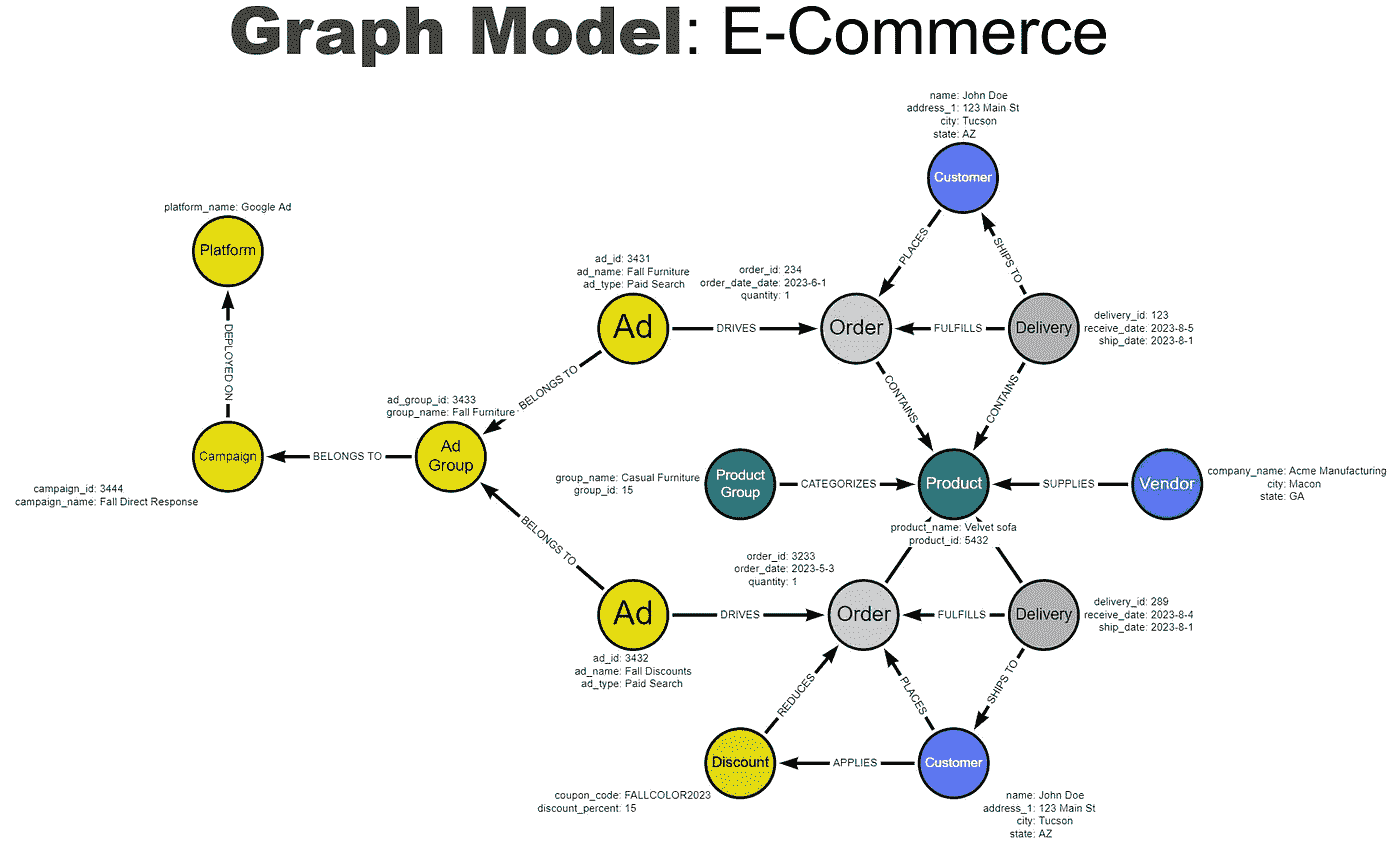 Graph Model: E-Commerce
name: John Doe
address_1: 123 Main St
city: Tucson
state: AZ
Customer
platform_name: Google Ad
Platform
PLACES
SHIPS TO
ad_id: 3431
ad_name: Fall Furniture
ad_type: Paid Search
order_id: 234
order_date_date: 2023-6-1
quantity: 1
Ad
DRIVES
Order
FULFILLS
Delivery
delivery_id: 123
receive_date: 2023-8-5
ship_date: 2023-8-1
DEPLOYED ON
BELONGS TO
CONTAINS
CONTAINS
ad_group_id: 3433
group_name: Fall Furniture
Campaign
BELONGS TO
Ad
Group
campaign_id: 3444
campaign_name: Fall Direct Response
group_name: Casual Furniture
group_id: 15
Product
Group
CATEGORIZES
Product
SUPPLIES
Vendor
company_name: Acme Manufacturing
city: Macon
state: GA
product_name: Velvet sofa
product_id: 5432
BELONGS TO
order_id: 3233
order_date: 2023-5-3
quantity: 1
Ad
DRIVES
Order
FULFILLS
Delivery
delivery_id: 289
receive_date: 2023-8-4
ship_date: 2023-8-1
ad_id: 3432
ad_name: Fall Discounts
ad_type: Paid Search
REDUCES
PLACES
SHIPS TO
Discount
APPLIES
Customer
coupon_code: FALLCOLOR2023
discount_percent: 15
name: John Doe
address_1: 123 Main St
city: Tucson
state: AZ